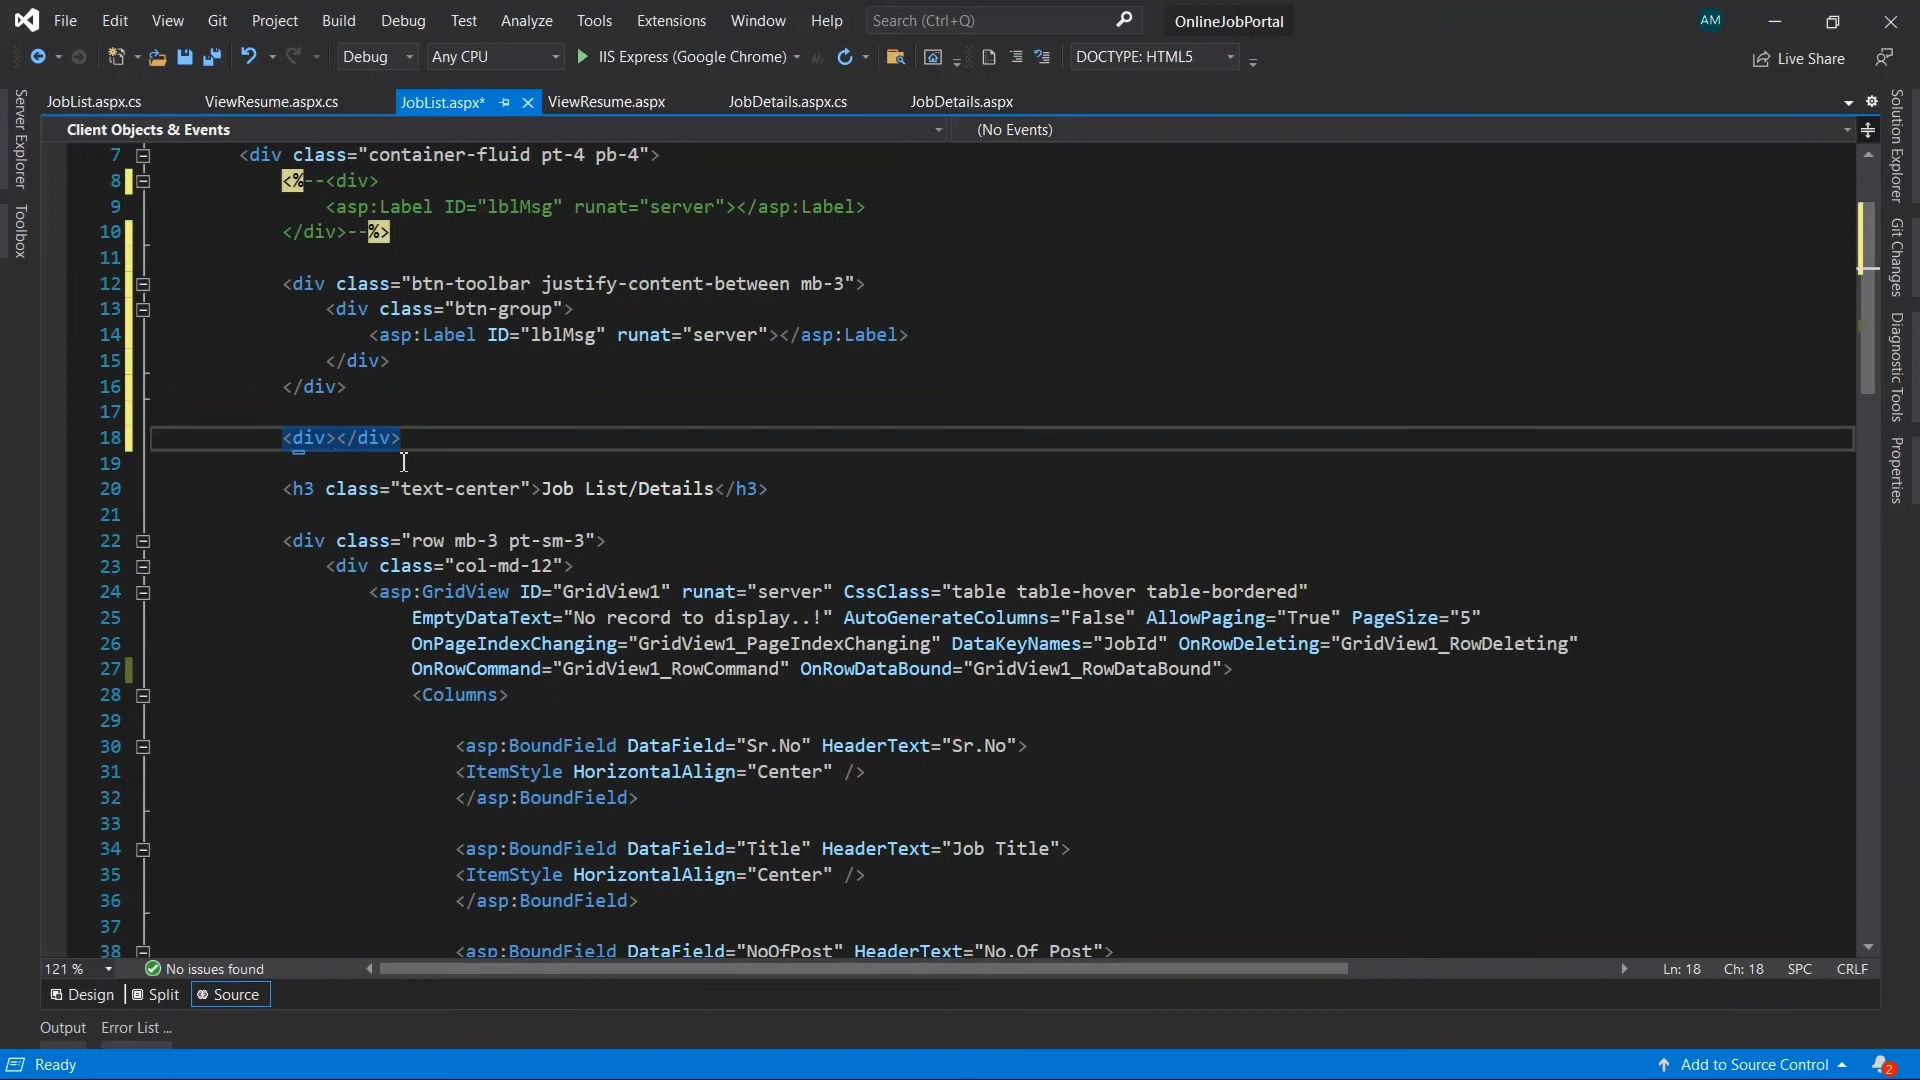 File Edit View Git Project Build Debug Test Analyze Tools Extensions Window Help Search (Ctrl+Q) OnlineJobPortal AM
Debug Any CPU IIS Express (Google Chrome) DOCTYPE: HTML5 Live Share
JobList.aspx.cs ViewResume.aspx.cs JobList.aspx* ViewResume.aspx JobDetails.aspx.cs JobDetails.aspx
Server Explorer
Toolbox
Client Objects & Events (No Events)
7 <div class="container-fluid pt-4 pb-4">
8 <%--<div>
9 <asp:Label ID="lblMsg" runat="server"></asp:Label>
10 </div>--%>
11
12 <div class="btn-toolbar justify-content-between mb-3">
13 <div class="btn-group">
14 <asp:Label ID="lblMsg" runat="server"></asp:Label>
15 </div>
16 </div>
17
18 <div></div>
19
20 <h3 class="text-center">Job List/Details</h3>
21
22 <div class="row mb-3 pt-sm-3">
23 <div class="col-md-12">
24 <asp:GridView ID="GridView1" runat="server" CssClass="table table-hover table-bordered"
25 EmptyDataText="No record to display..!" AutoGenerateColumns="False" AllowPaging="True" PageSize="5"
26 OnPageIndexChanging="GridView1_PageIndexChanging" DataKeyNames="JobId" OnRowDeleting="GridView1_RowDeleting"
27 OnRowCommand="GridView1_RowCommand" OnRowDataBound="GridView1_RowDataBound">
28 <Columns>
29
30 <asp:BoundField DataField="Sr.No" HeaderText="Sr.No">
31 <ItemStyle HorizontalAlign="Center" />
32 </asp:BoundField>
33
34 <asp:BoundField DataField="Title" HeaderText="Job Title">
35 <ItemStyle HorizontalAlign="Center" />
36 </asp:BoundField>
37
38 <asp:BoundField DataField="NoOfPost" HeaderText="No.Of Post">
Solution Explorer
Git Changes
Diagnostic Tools
Properties
121 % No issues found Ln: 18 Ch: 18 SPC CRLF
Design Split Source
Output Error List ...
Ready Add to Source Control 2